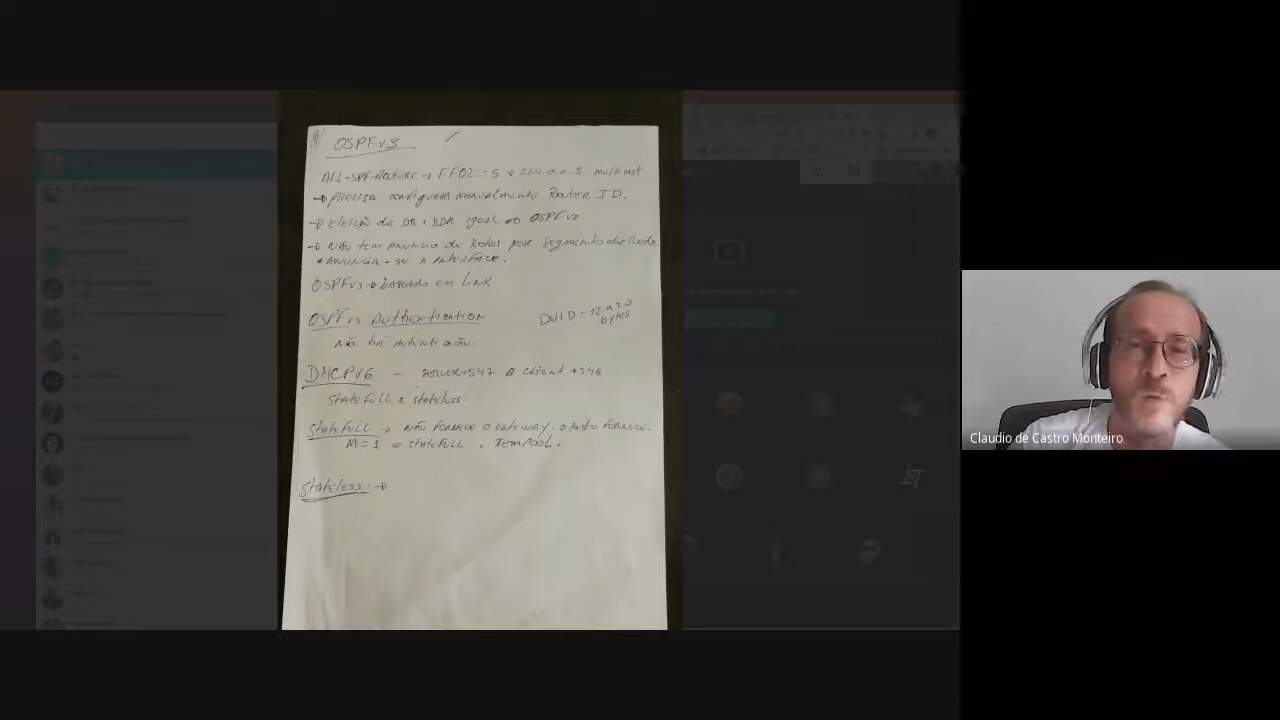 OSPFv3
ALL-SPF-ROUTERS → FF02::5 → 224.0.0.5 multicast
→ PRECISA CONFIGURAR MANUALMENTE ROUTER ID.
→ ELEIÇÃO de DR e BDR igual ao OSPFv2
→ NÃO TEM ANUNCIO de Redes por segmento de Rede
* ANUNCIA-SE A INTERFACE.
OSPFv3 → BASEADO EM LINK
OSPFv3 AUTHENTICATION
DUID = 12 a 20 bytes
não há autenticação.
DHCPv6 - SERVER 547 @ client 546
STATEFULL e stateless
STATEFULL → NÃO FORNECE O GATEWAY. O RESTO FORNECE.
M=1 → STATEFULL. TEM POOL.
STATELESS →
Claudio de Castro Monteiro